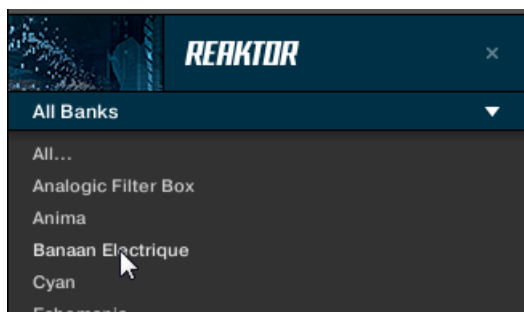 REAKTOR
All Banks
All...
Analogic Filter Box
Anima
Banaan Electrique
Cyan